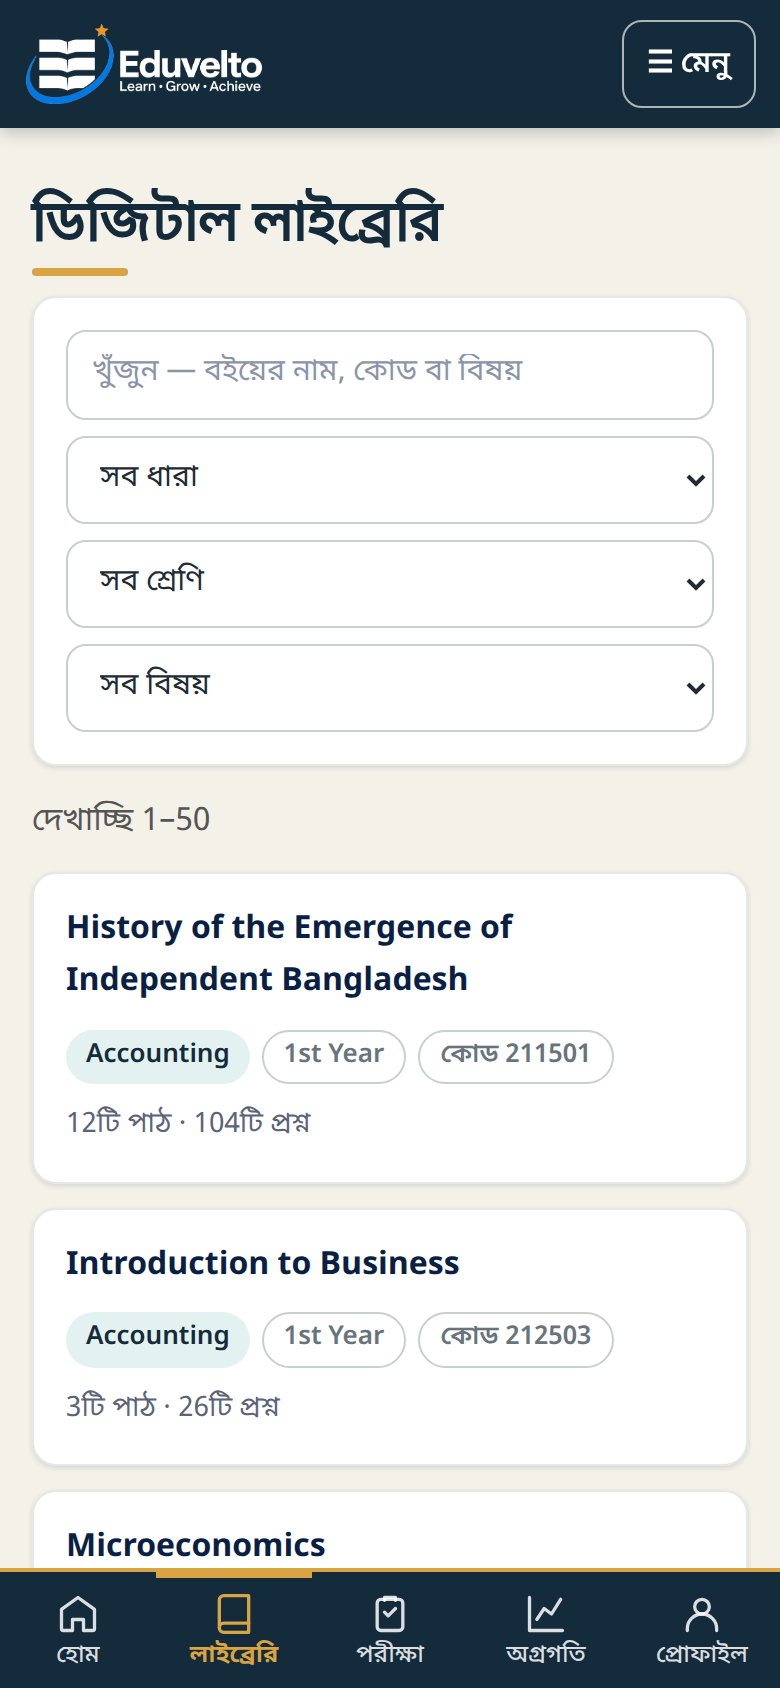 Eduvelto
Learn • Grow • Achieve
☰ মেনু
ডিজিটাল লাইব্রেরি
খুঁজুন — বইয়ের নাম, কোড বা বিষয়
সব ধারা
সব শ্রেণি
সব বিষয়
দেখাচ্ছি 1–50
History of the Emergence of
Independent Bangladesh
Accounting 1st Year কোড 211501
12টি পাঠ · 104টি প্রশ্ন
Introduction to Business
Accounting 1st Year কোড 212503
3টি পাঠ · 26টি প্রশ্ন
Microeconomics
হোম লাইব্রেরি পরীক্ষা অগ্রগতি প্রোফাইল